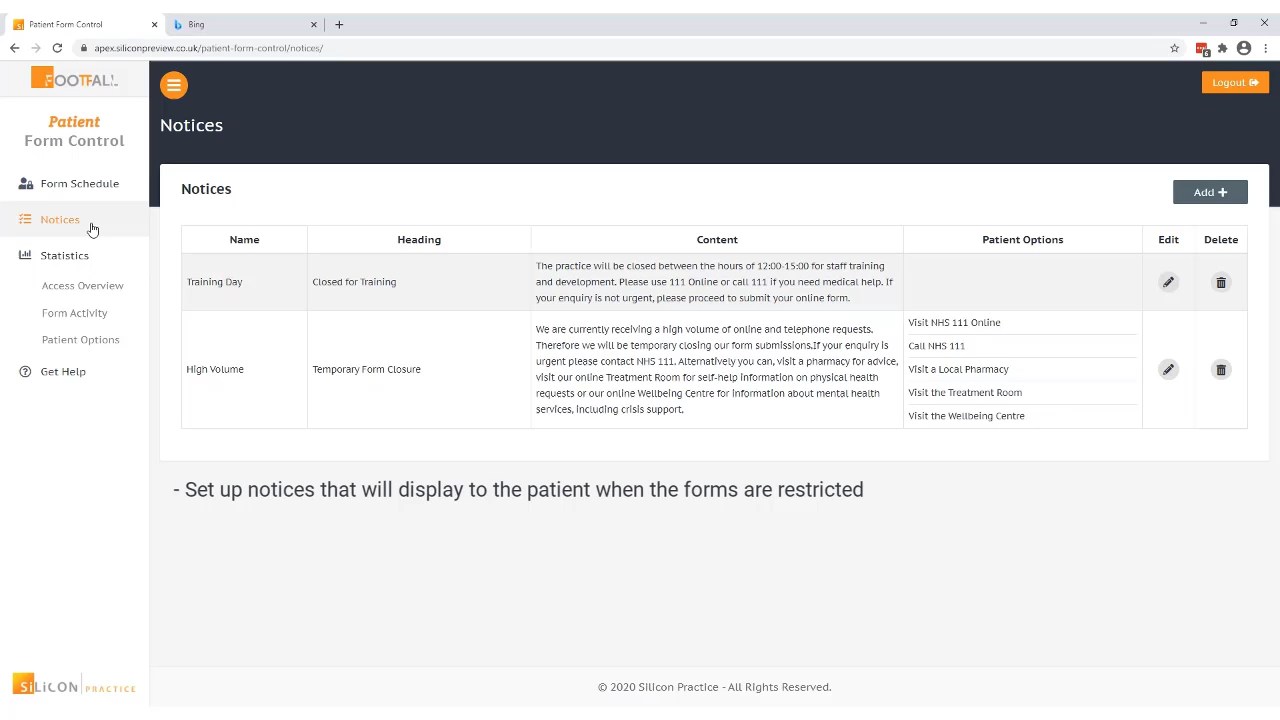 Patient Form Control
Bing
apex.siliconpreview.co.uk/patient-form-control/notices/
6
FOOTFALL
Patient
Form Control
Form Schedule
Notices
Statistics
Access Overview
Form Activity
Patient Options
Get Help
SiLiCON PRACTICE
Logout
Notices
Notices
Add +
Name Heading Content Patient Options Edit Delete
Training Day
Closed for Training
The practice will be closed between the hours of 12:00-15:00 for staff training
and development. Please use 111 Online or call 111 if you need medical help. If
your enquiry is not urgent, please proceed to submit your online form.
High Volume
Temporary Form Closure
We are currently receiving a high volume of online and telephone requests.
Therefore we will be temporary closing our form submissions.If your enquiry is
urgent please contact NHS 111. Alternatively you can, visit a pharmacy for advice,
visit our online Treatment Room for self-help information on physical health
requests or our online Wellbeing Centre for information about mental health
services, including crisis support.
Visit NHS 111 Online
Call NHS 111
Visit a Local Pharmacy
Visit the Treatment Room
Visit the Wellbeing Centre
- Set up notices that will display to the patient when the forms are restricted
© 2020 Silicon Practice - All Rights Reserved.